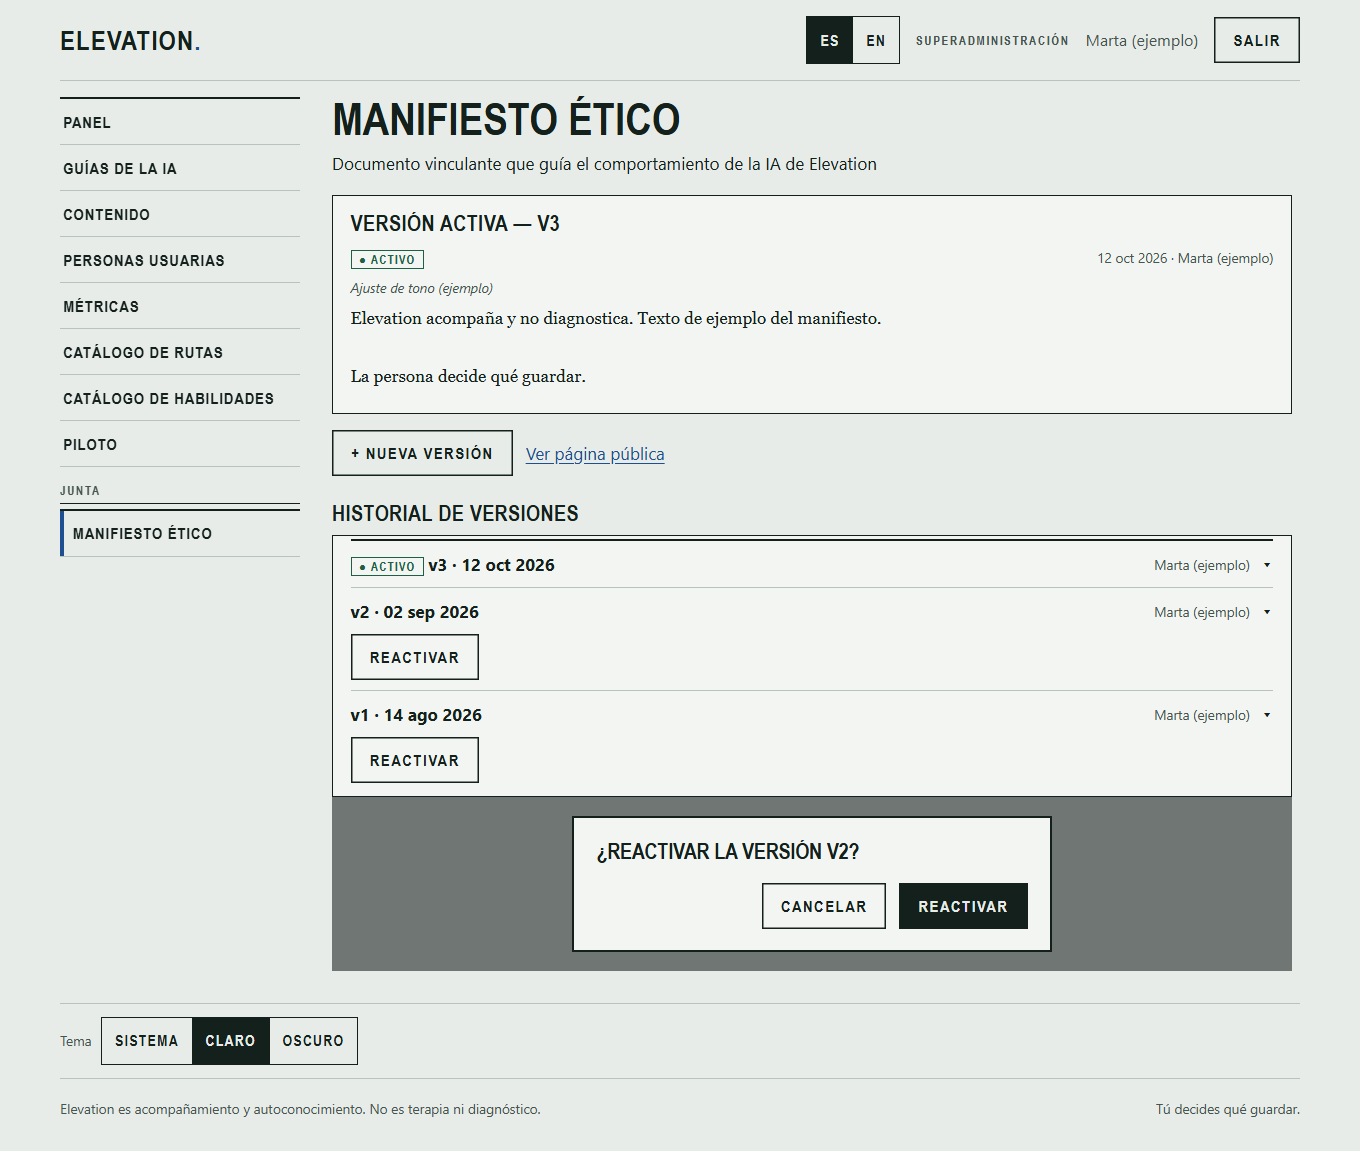 ELEVATION.
ES EN SUPERADMINISTRACIÓN Marta (ejemplo) SALIR
PANEL
GUÍAS DE LA IA
CONTENIDO
PERSONAS USUARIAS
MÉTRICAS
CATÁLOGO DE RUTAS
CATÁLOGO DE HABILIDADES
PILOTO
JUNTA
MANIFIESTO ÉTICO
MANIFIESTO ÉTICO
Documento vinculante que guía el comportamiento de la IA de Elevation
VERSIÓN ACTIVA — V3
• ACTIVO 12 oct 2026 · Marta (ejemplo)
Ajuste de tono (ejemplo)
Elevation acompaña y no diagnostica. Texto de ejemplo del manifiesto.
La persona decide qué guardar.
+ NUEVA VERSIÓN Ver página pública
HISTORIAL DE VERSIONES
• ACTIVO v3 · 12 oct 2026 Marta (ejemplo) ▾
v2 · 02 sep 2026 Marta (ejemplo) ▾
REACTIVAR
v1 · 14 ago 2026 Marta (ejemplo) ▾
REACTIVAR
¿REACTIVAR LA VERSIÓN V2?
CANCELAR REACTIVAR
Tema SISTEMA CLARO OSCURO
Elevation es acompañamiento y autoconocimiento. No es terapia ni diagnóstico. Tú decides qué guardar.